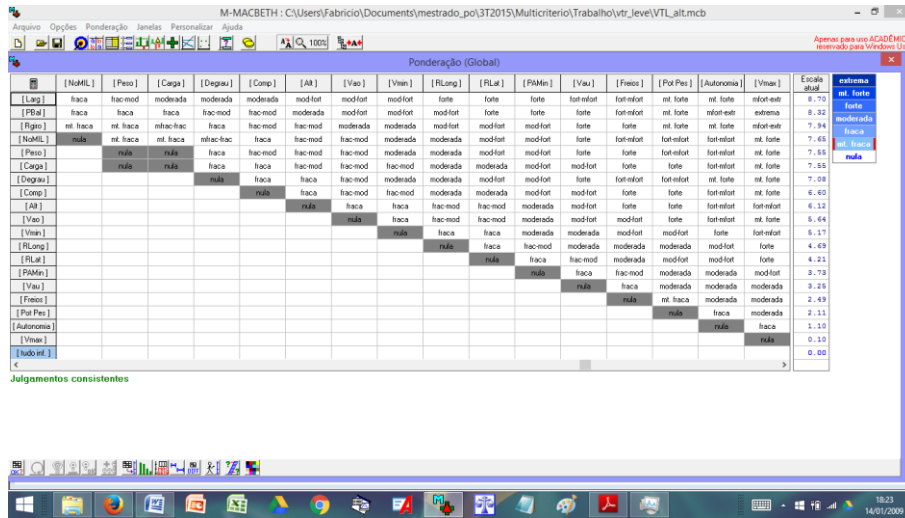 M-MACBETH : C:\Users\Fabricio\Documents\mestrado_po\3T2015\Multicriterio\Trabalho\vtr_leve\VTL_alt.mcb
Arquivo Opções Ponderação Janelas Personalizar Ajuda
100%
Apenas para uso ACADÊMIC
reservado para Windows Us
Ponderação (Global)
[ NoMIL ] [ Peso ] [ Carga ] [ Degrau ] [ Comp ] [ Alt ] [ Vao ] [ Vmin ] [ RLong ] [ RLat ] [ PAMin ] [ Vau ] [ Freios ] [ Pot Pes ] [ Autonomia ] [ Vmax ] Escala atual
[ Larg ] fraca frac-mod moderada moderada moderada mod-fort mod-fort mod-fort forte forte forte fort-mfort fort-mfort mt. forte mt. forte mfort-extr 8.70
[ PBal ] fraca fraca fraca frac-mod frac-mod moderada mod-fort mod-fort mod-fort forte forte forte fort-mfort mt. forte mfort-extr extrema 8.32
[ Rgiro ] mt. fraca mt. fraca mfrac-frac fraca frac-mod frac-mod moderada moderada mod-fort mod-fort forte forte forte mt. forte mt. forte mfort-extr 7.94
[ NoMIL ] nula mt. fraca mt. fraca mfrac-frac fraca frac-mod frac-mod moderada moderada mod-fort mod-fort forte fort-mfort fort-mfort fort-mfort mt. forte 7.65
[ Peso ] nula nula fraca frac-mod frac-mod frac-mod moderada moderada mod-fort mod-fort forte forte fort-mfort fort-mfort mt. forte 7.55
[ Carga ] nula nula fraca fraca frac-mod frac-mod frac-mod moderada moderada mod-fort mod-fort forte forte fort-mfort mt. forte 7.55
[ Degrau ] nula fraca fraca frac-mod frac-mod moderada mod-fort mod-fort forte forte fort-mfort fort-mfort mt. forte 7.08
[ Comp ] nula fraca frac-mod frac-mod moderada moderada mod-fort mod-fort forte forte fort-mfort mt. forte 6.60
[ Alt ] nula fraca fraca frac-mod frac-mod moderada mod-fort forte forte fort-mfort fort-mfort 6.12
[ Vao ] nula fraca frac-mod frac-mod moderada mod-fort mod-fort forte fort-mfort mt. forte 5.64
[ Vmin ] nula fraca fraca moderada moderada mod-fort mod-fort forte fort-mfort 5.17
[ RLong ] nula fraca frac-mod moderada moderada moderada mod-fort forte 4.69
[ RLat ] nula fraca frac-mod moderada mod-fort mod-fort forte 4.21
[ PAMin ] nula fraca frac-mod moderada moderada mod-fort 3.73
[ Vau ] nula fraca moderada moderada moderada 3.25
[ Freios ] nula mt. fraca moderada moderada 2.49
[ Pot Pes ] nula fraca moderada 2.11
[ Autonomia ] nula fraca 1.10
[ Vmax ] nula 0.10
[ tudo inf. ] 0.00
extrema
mt. forte
forte
moderada
fraca
mt. fraca
nula
Julgamentos consistentes
18:23
14/01/2009